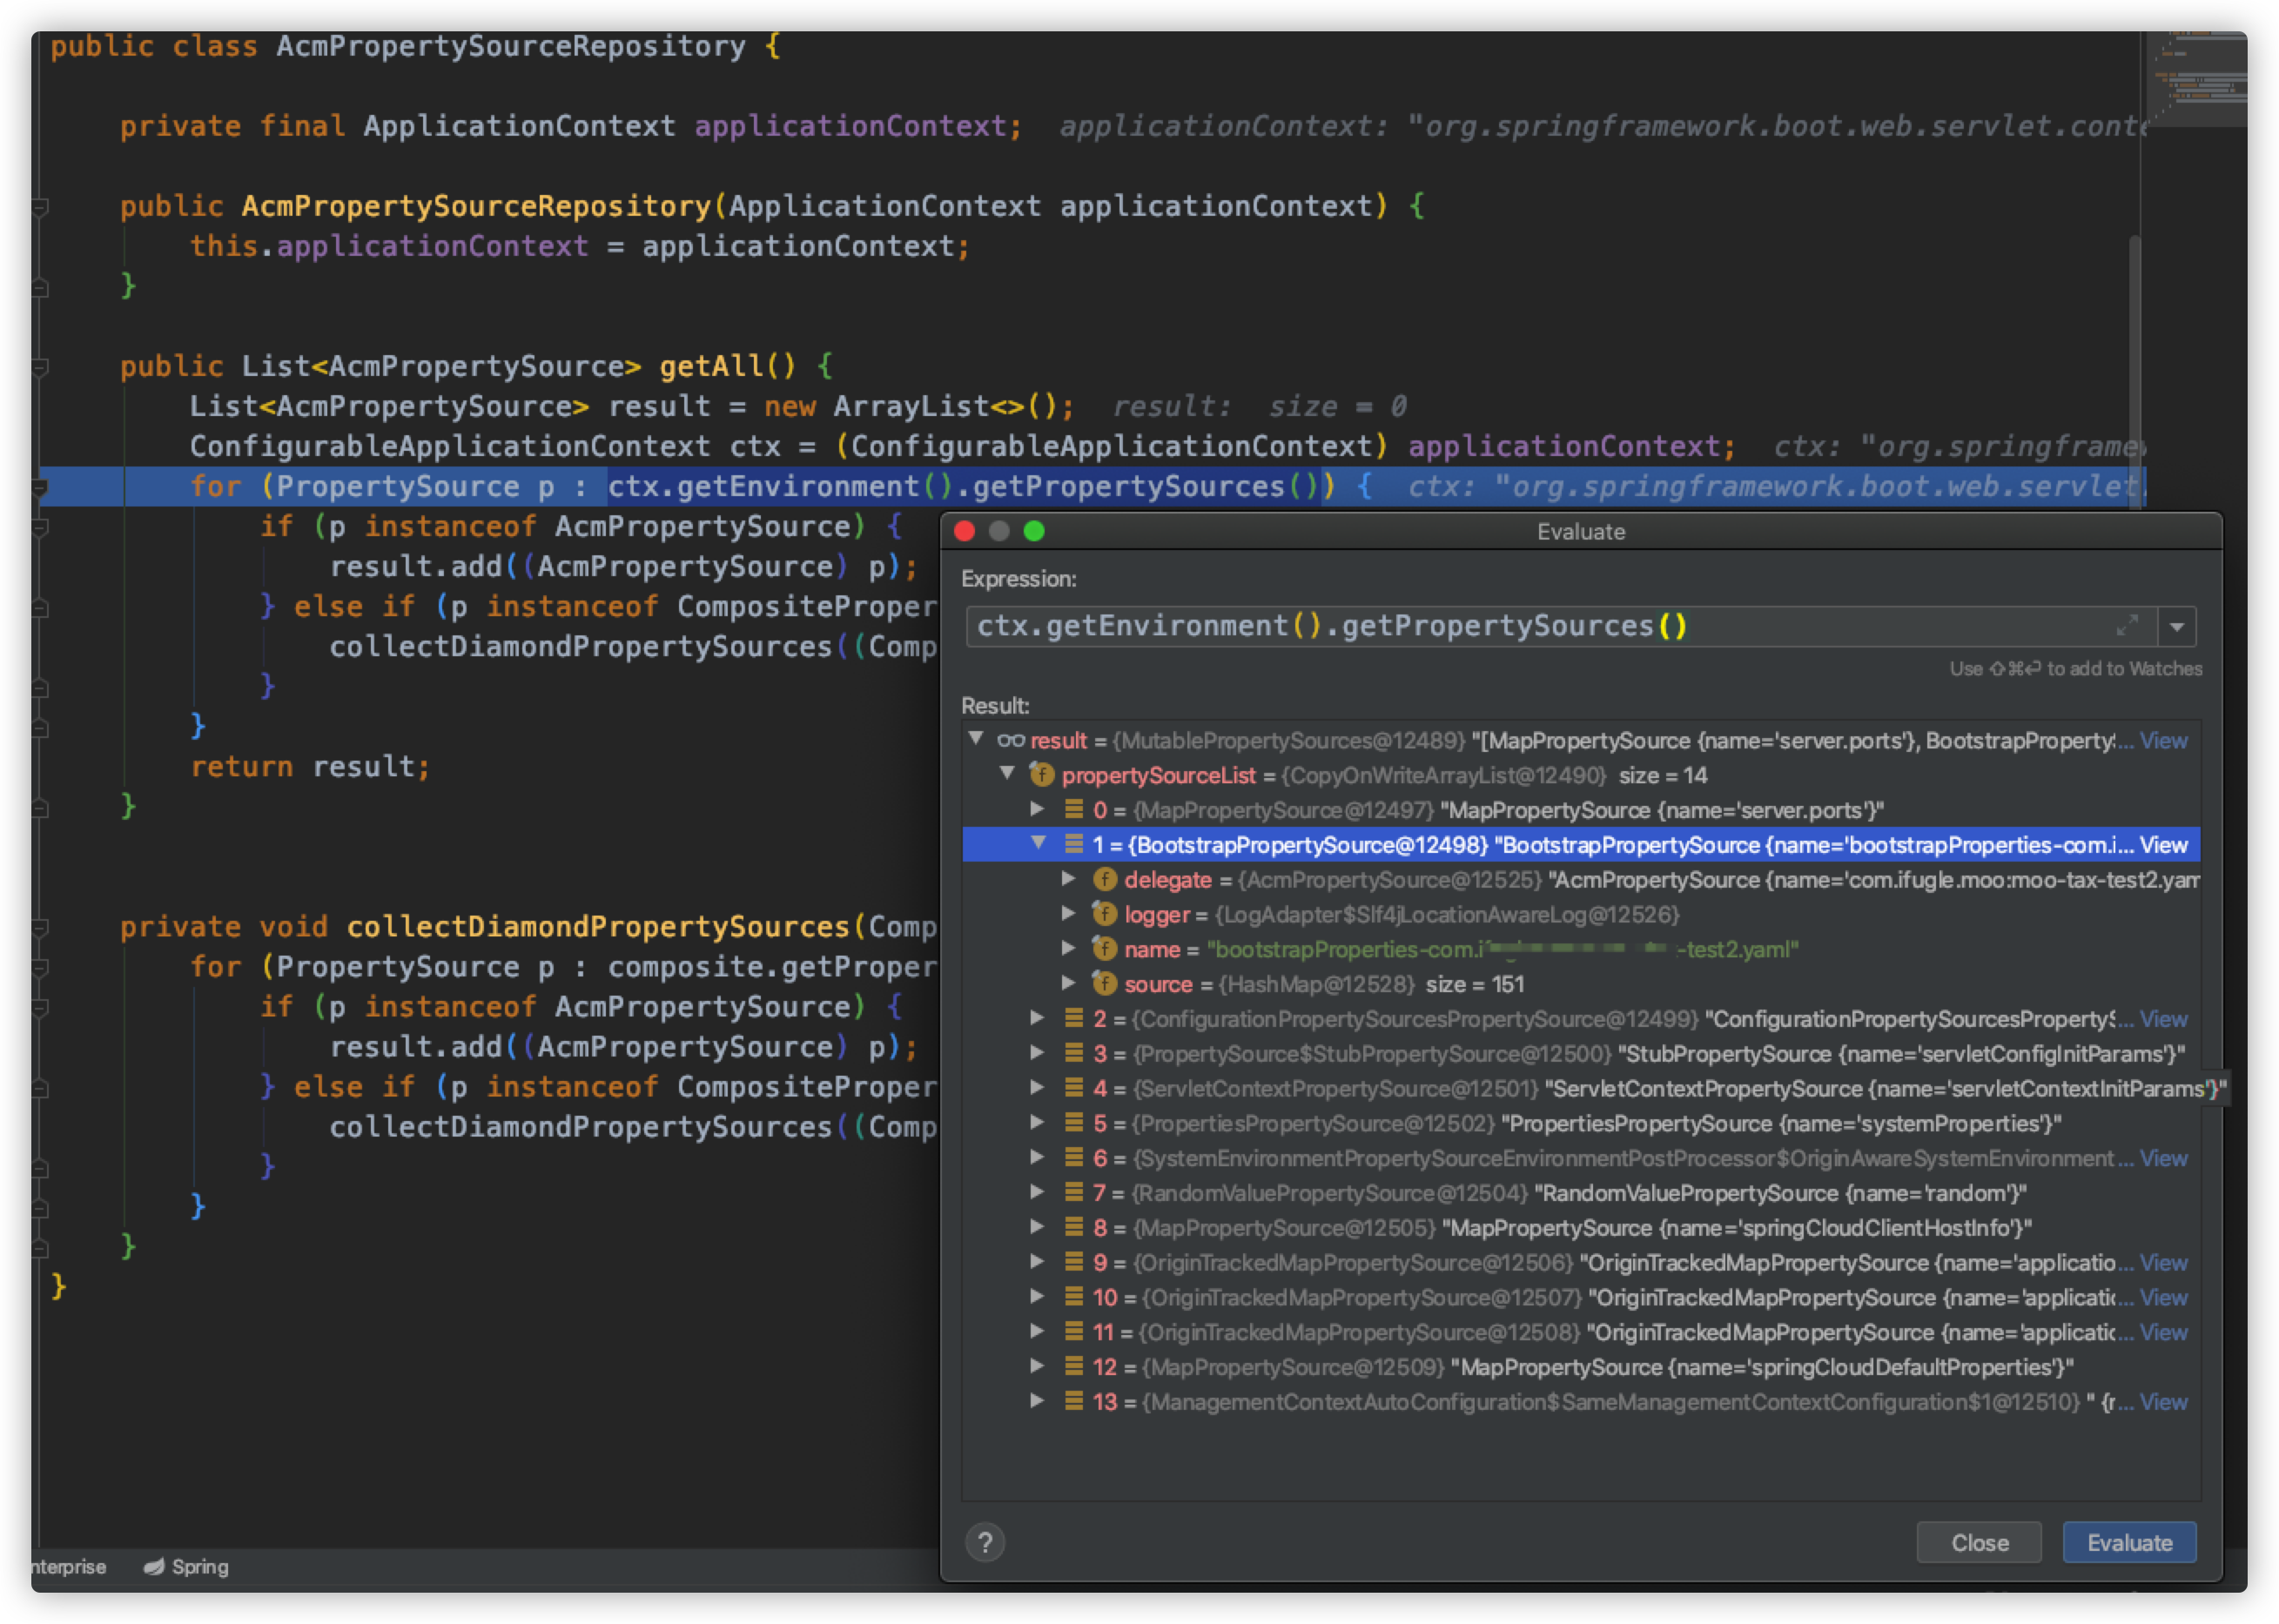 public class AcmPropertySourceRepository {
private final ApplicationContext applicationContext; applicationContext: "org.springframework.boot.web.servlet.conte
public AcmPropertySourceRepository(ApplicationContext applicationContext) {
this.applicationContext = applicationContext;
}
public List<AcmPropertySource> getAll() {
List<AcmPropertySource> result = new ArrayList<>(); result: size = 0
ConfigurableApplicationContext ctx = (ConfigurableApplicationContext) applicationContext; ctx: "org.springframew
for (PropertySource p : ctx.getEnvironment().getPropertySources()) { ctx: "org.springframework.boot.web.servlet.
if (p instanceof AcmPropertySource) {
result.add((AcmPropertySource) p);
} else if (p instanceof CompositeProper
collectDiamondPropertySources((Comp
}
}
return result;
}
private void collectDiamondPropertySources(Comp
for (PropertySource p : composite.getProper
if (p instanceof AcmPropertySource) {
result.add((AcmPropertySource) p);
} else if (p instanceof CompositeProper
collectDiamondPropertySources((Comp
}
}
}
}
nterprise Spring
Evaluate
Expression:
ctx.getEnvironment().getPropertySources()
Use ⇧⌘↩ to add to Watches
Result:
result = {MutablePropertySources@12489} "[MapPropertySource {name='server.ports'}, BootstrapPropertyS... View
propertySourceList = {CopyOnWriteArrayList@12490} size = 14
0 = {MapPropertySource@12497} "MapPropertySource {name='server.ports'}"
1 = {BootstrapPropertySource@12498} "BootstrapPropertySource {name='bootstrapProperties-com.i... View
delegate = {AcmPropertySource@12525} "AcmPropertySource {name='com.ifugle.moo:moo-tax-test2.yam
logger = {LogAdapter$Slf4jLocationAwareLog@12526}
name = "bootstrapProperties-com.i -test2.yaml"
source = {HashMap@12528} size = 151
2 = {ConfigurationPropertySourcesPropertySource@12499} "ConfigurationPropertySourcesPropertyS... View
3 = {PropertySource$StubPropertySource@12500} "StubPropertySource {name='servletConfigInitParams'}"
4 = {ServletContextPropertySource@12501} "ServletContextPropertySource {name='servletContextInitParams'}"
5 = {PropertiesPropertySource@12502} "PropertiesPropertySource {name='systemProperties'}"
6 = {SystemEnvironmentPropertySourceEnvironmentPostProcessor$OriginAwareSystemEnvironment... View
7 = {RandomValuePropertySource@12504} "RandomValuePropertySource {name='random'}"
8 = {MapPropertySource@12505} "MapPropertySource {name='springCloudClientHostInfo'}"
9 = {OriginTrackedMapPropertySource@12506} "OriginTrackedMapPropertySource {name='applicatio... View
10 = {OriginTrackedMapPropertySource@12507} "OriginTrackedMapPropertySource {name='applicatic... View
11 = {OriginTrackedMapPropertySource@12508} "OriginTrackedMapPropertySource {name='applicatic... View
12 = {MapPropertySource@12509} "MapPropertySource {name='springCloudDefaultProperties'}"
13 = {ManagementContextAutoConfiguration$SameManagementContextConfiguration$1@12510} " {r... View
?
Close Evaluate